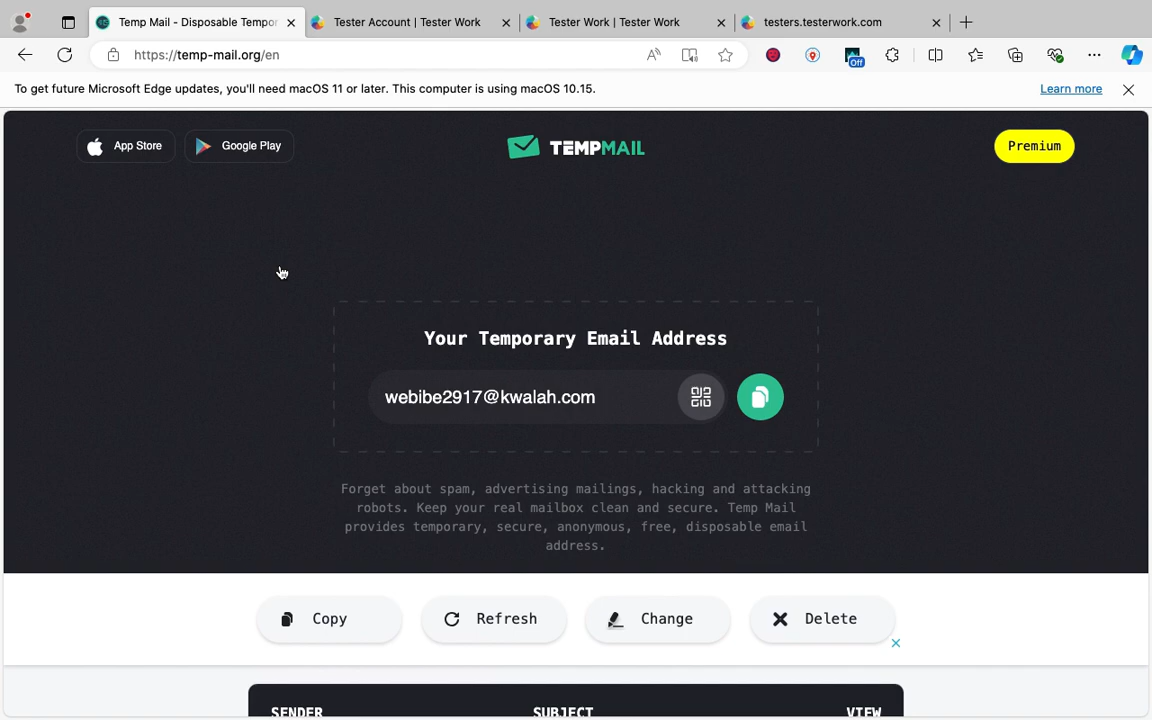 Temp Mail - Disposable Tempor
Tester Account | Tester Work
Tester Work | Tester Work
testers.testerwork.com
https://temp-mail.org/en
Off
To get future Microsoft Edge updates, you'll need macOS 11 or later. This computer is using macOS 10.15.
Learn more
App Store
Google Play
TEMPMAIL
Premium
Your Temporary Email Address
webibe2917@kwalah.com
Forget about spam, advertising mailings, hacking and attacking
robots. Keep your real mailbox clean and secure. Temp Mail
provides temporary, secure, anonymous, free, disposable email
address.
Copy
Refresh
Change
Delete
SENDER
SUBJECT
VIEW